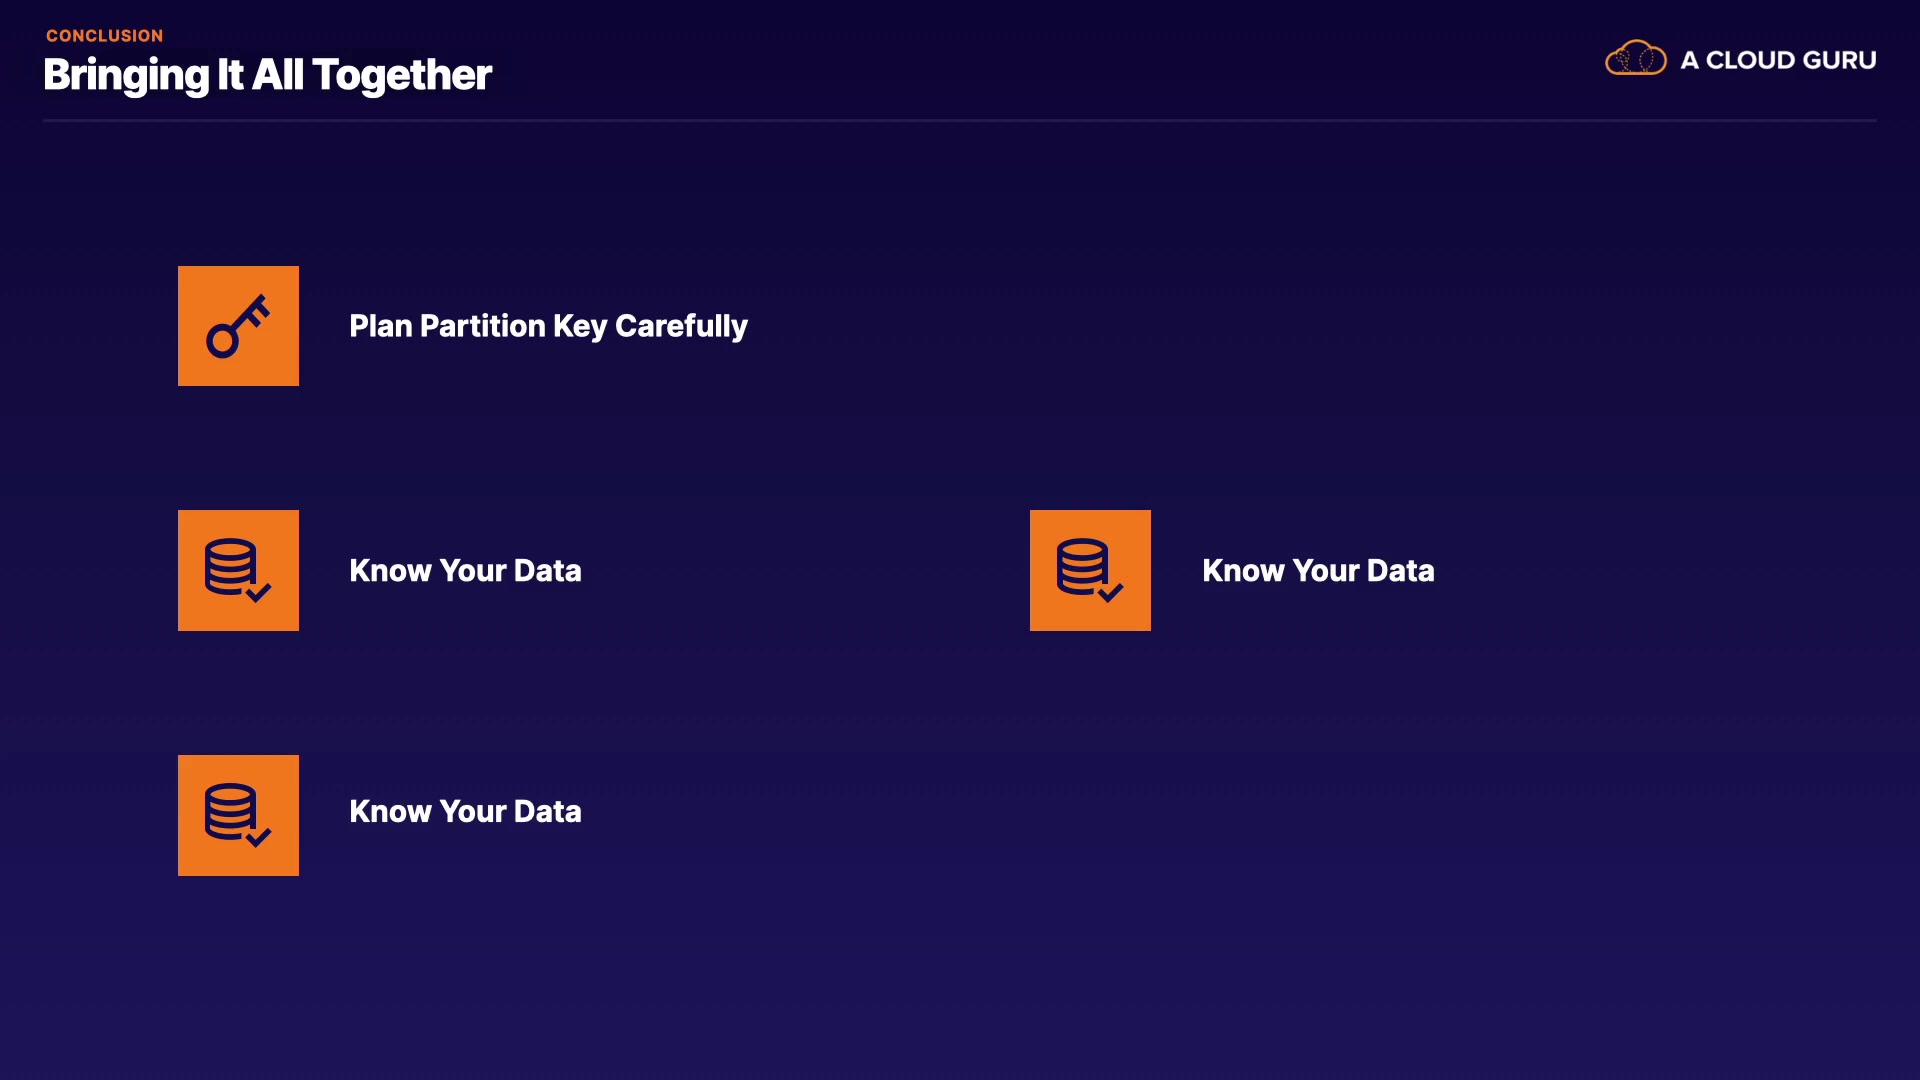 CONCLUSION
Bringing It All Together
A CLOUD GURU
Plan Partition Key Carefully
Know Your Data
Know Your Data
Know Your Data